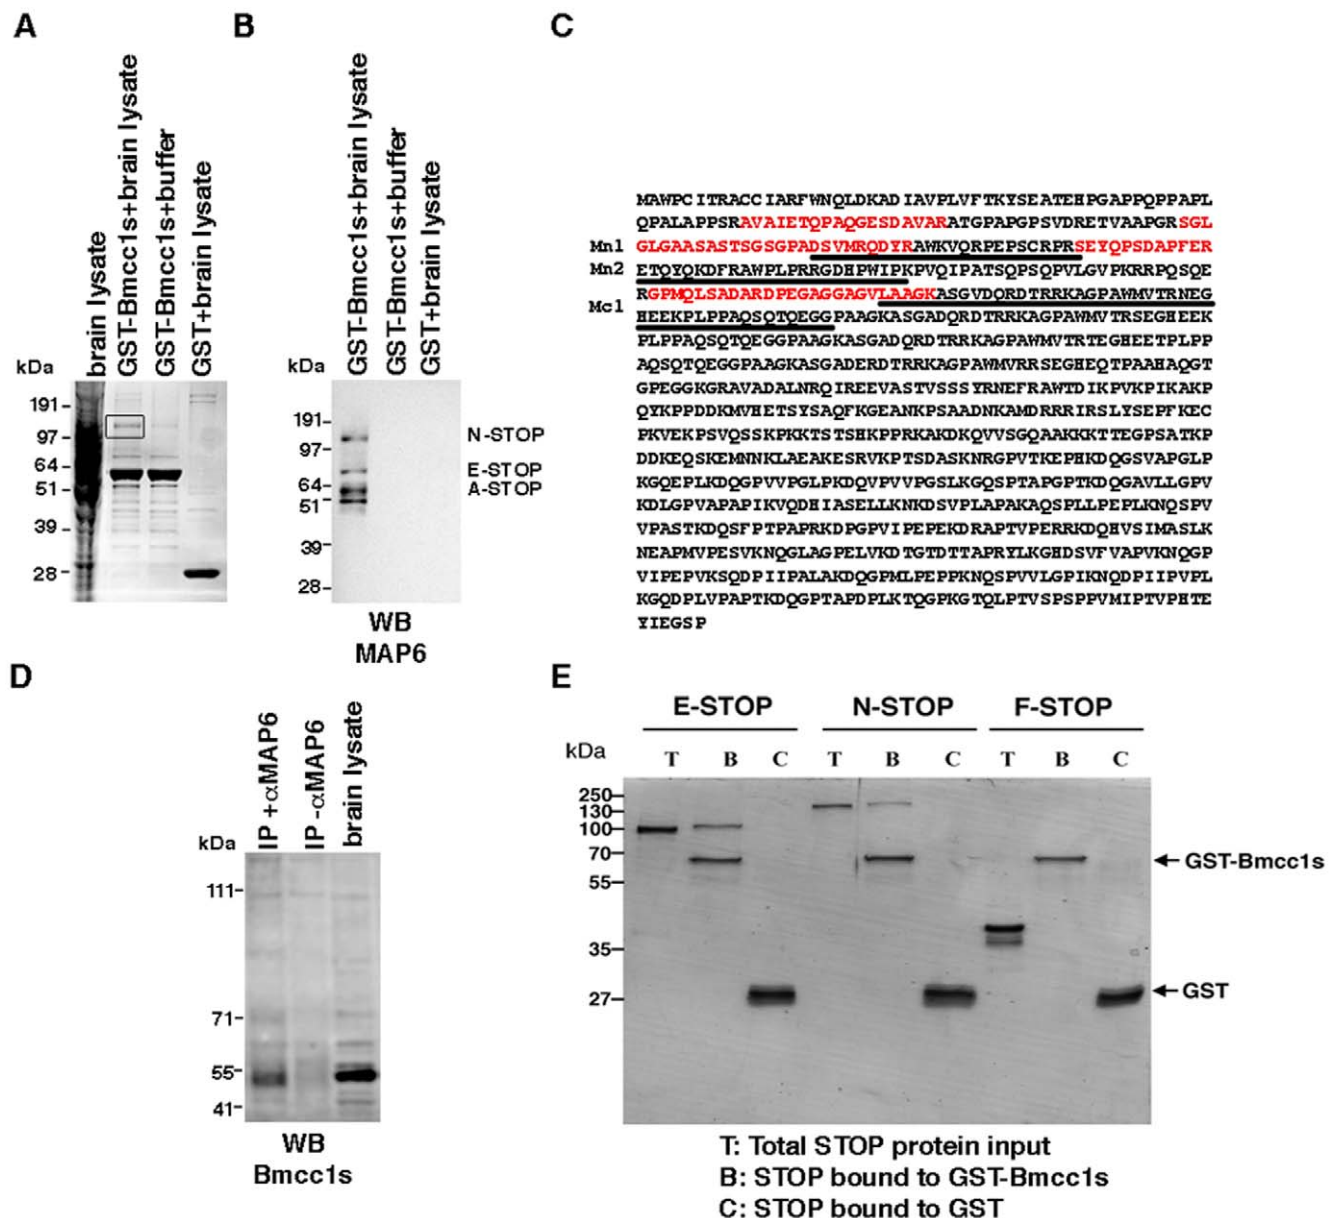 A
brain lysate
GST-Bmcc1s+brain lysate
GST-Bmcc1s+buffer
GST+brain lysate
kDa
191
97
64
51
39
28
B
GST-Bmcc1s+brain lysate
GST-Bmcc1s+buffer
GST+brain lysate
kDa
191
97
64
51
39
28
N-STOP
E-STOP
A-STOP
WB
MAP6
C
MAWPCITRACCIARFWNQLDKADIAVPLVFTKYSEATEHPGAPPQPPAPL
QPALAPPSRAVAIETQPAQGESDAVARATGPAPGPSVDRETVAAPGRSGL
Mn1 GLGAASASTSGSGPADSVMRQDYRAWKVQRPEPSCRPRSEYQPSDAPFER
Mn2 ETQYQKDFRAWPLPRRGDHPWIPKPVQIPATSQPSQPVLGVPKRRPQSQE
RGPMQLSADARDPEGAGGAGVLAAGKASGVDQRDTRRKAGPAWMVTRNEG
Mc1
HEEKPLPPAQSQTQEGGPAAGKASGADQRDTRRKAGPAWMVTRSEGHEEK
PLPPAQSQTQEGGPAAGKASGADQRDTRRKAGPAWMVTRTEGHEETPLPP
AQSQTQEGGPAAGKASGADERDTRRKAGPAWMVRRSEGHEQTPAAHAQGT
GPEGGKGRAVADALNRQIREEVASTVSSSYRNEFRAWTDIKPVKPIKAKP
QYKPPDDKMVHETSYSAQFKGEANKPSAADNKAMDRRRIRSLYSEPFKEC
PKVEKPSVQSSKPKKTSTSHKPPRKAKDKQVVSGQAAKKKTTEGPSATKP
DDKEQSKEMNNKLAEAKESRVKPTSDASKNRGPVTKEPHKDQGSVAPGLP
KGQEPLKDQGPVVPGLPKDQVPVVPGSLKGQSPTAPGPTKDQGAVLLGPV
KDLGPVAPAPIKVQDHIASELLKNKDSVPLAPAKAQSPLLPEPLKNQSPV
VPASTKDQSFPTPAPRKDPGPVIPEPEKDRAPTVPERRKDQHVSIMASLK
NEAPMVPESVKNQGLAGPELVKDTGTDTTAPRYLKGHDSVFVAPVKNQGP
VIPEPVKSQDPIIPALAKDQGPMLPEPPKNQSPVVLGPIKNQDPIIPVPL
KGQDPLVPAPTKDQGPTAPDPLKTQGPKGTQLPTVSPSPPVMIPTVPHTE
YIEGSP
D
IP +αMAP6
IP -αMAP6
brain lysate
kDa
111
71
55
41
WB
Bmcc1s
E
E-STOP N-STOP F-STOP
kDa T B C T B C T B C
250
130
100
70
55
35
27
GST-Bmcc1s
GST
T: Total STOP protein input
B: STOP bound to GST-Bmcc1s
C: STOP bound to GST